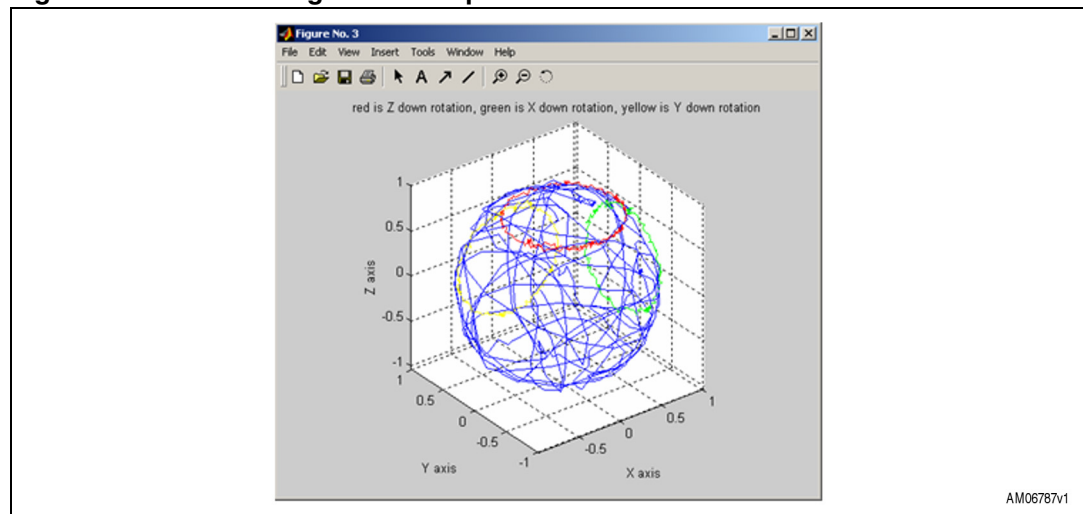 Figure No. 3
File Edit View Insert Tools Window Help
A
red is Z down rotation, green is X down rotation, yellow is Y down rotation
1
0.5
0
-0.5
-1
Z axis
1
0.5
0
-0.5
-1
Y axis
-0.5
0
0.5
1
X axis
AM06787v1